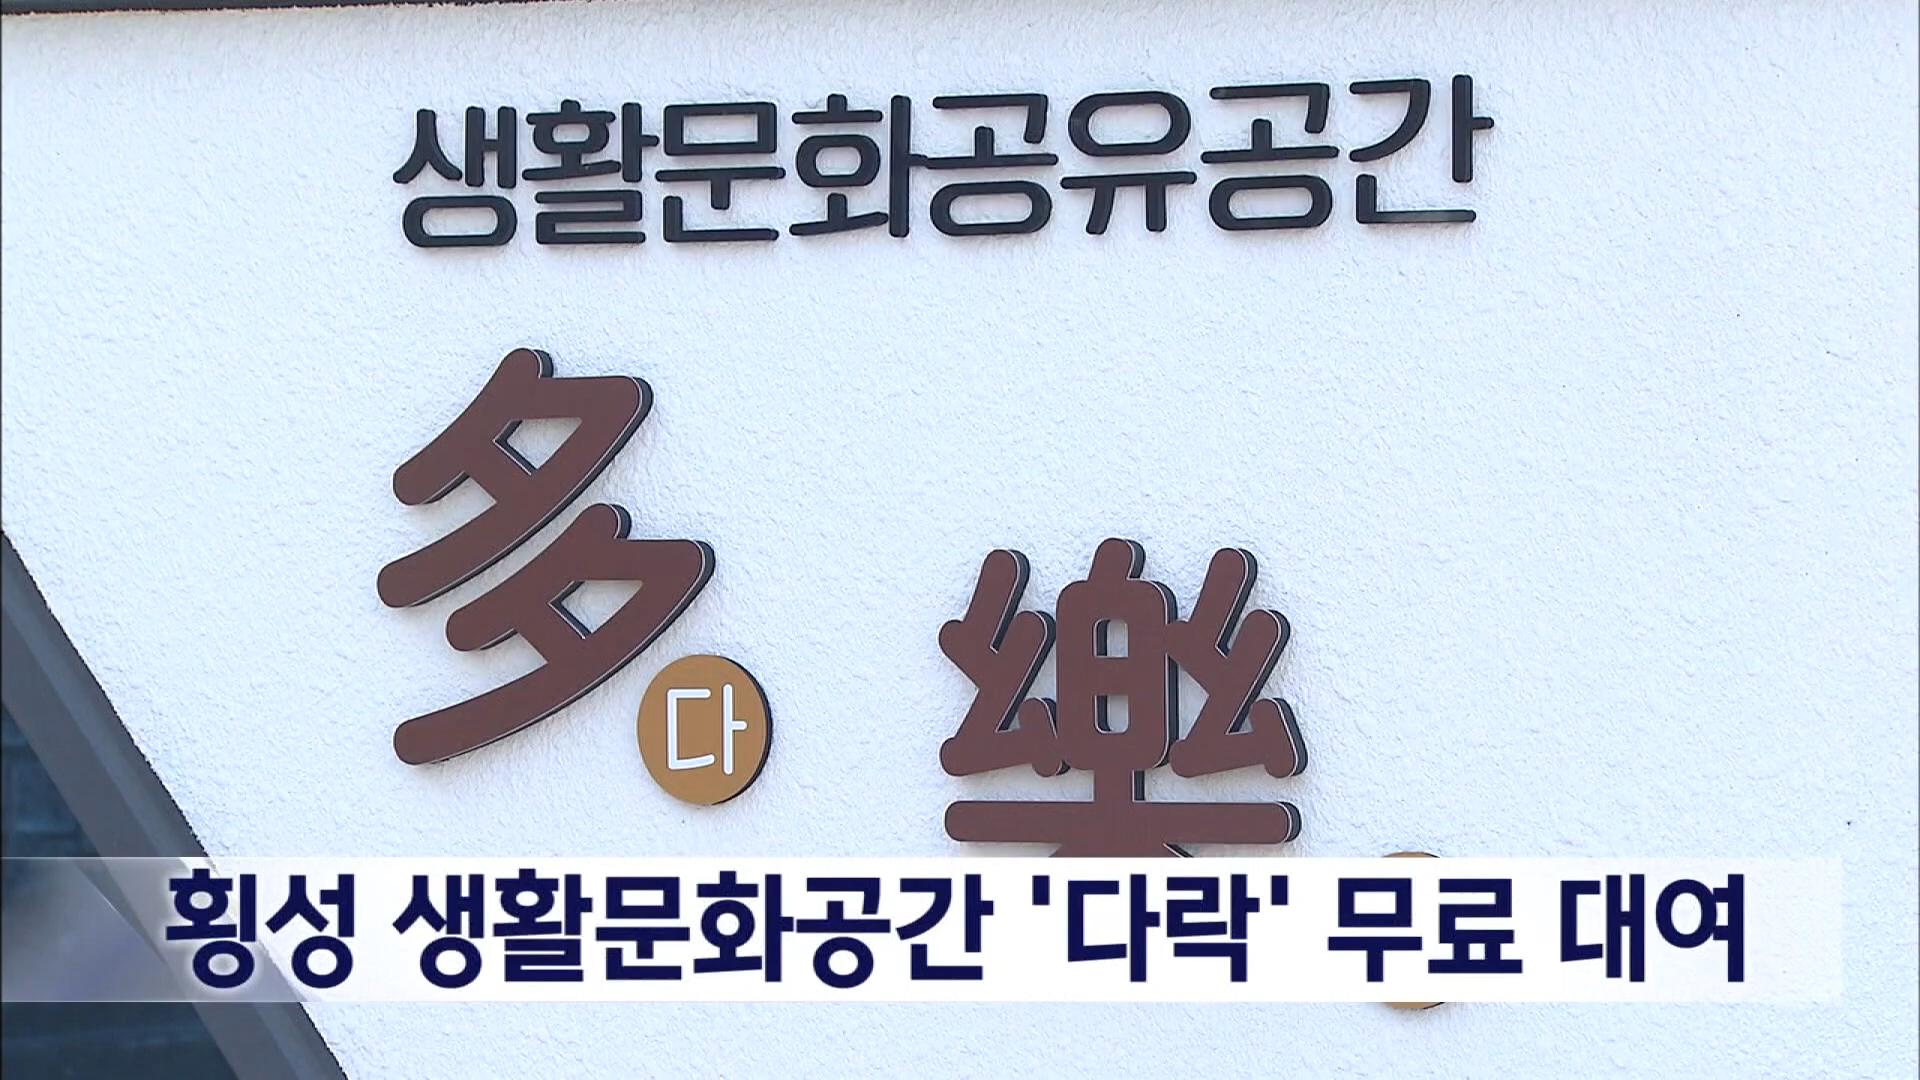 생활문화공유공간
多 다 樂
횡성 생활문화공간 '다락' 무료 대여